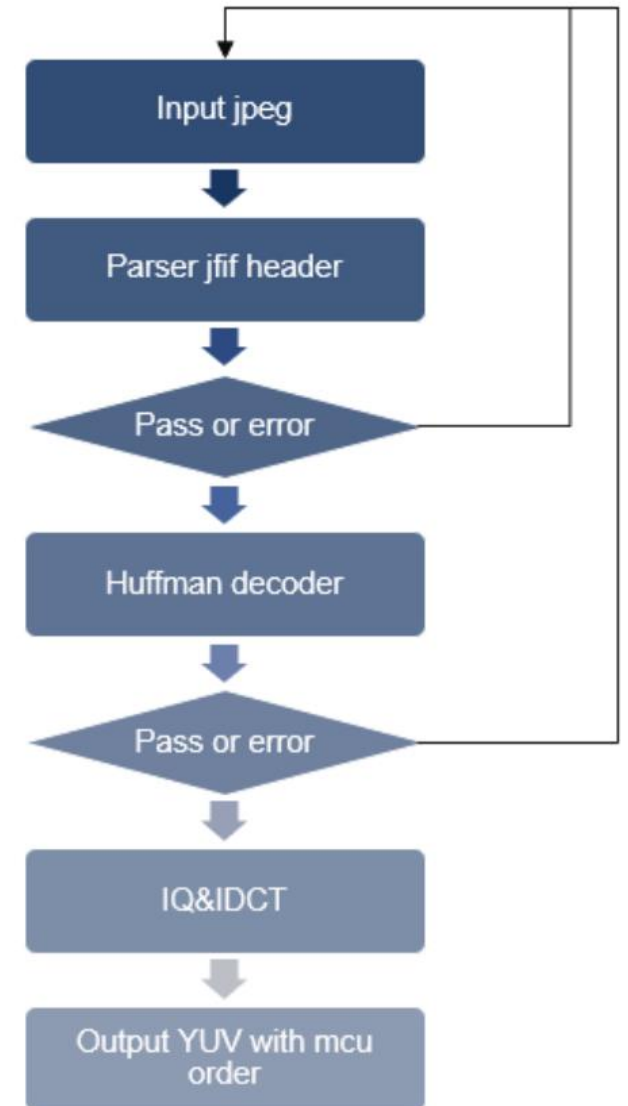 Input jpeg
Parser jfif header
Pass or error
Huffman decoder
Pass or error
IQ&IDCT
Output YUV with mcu
order